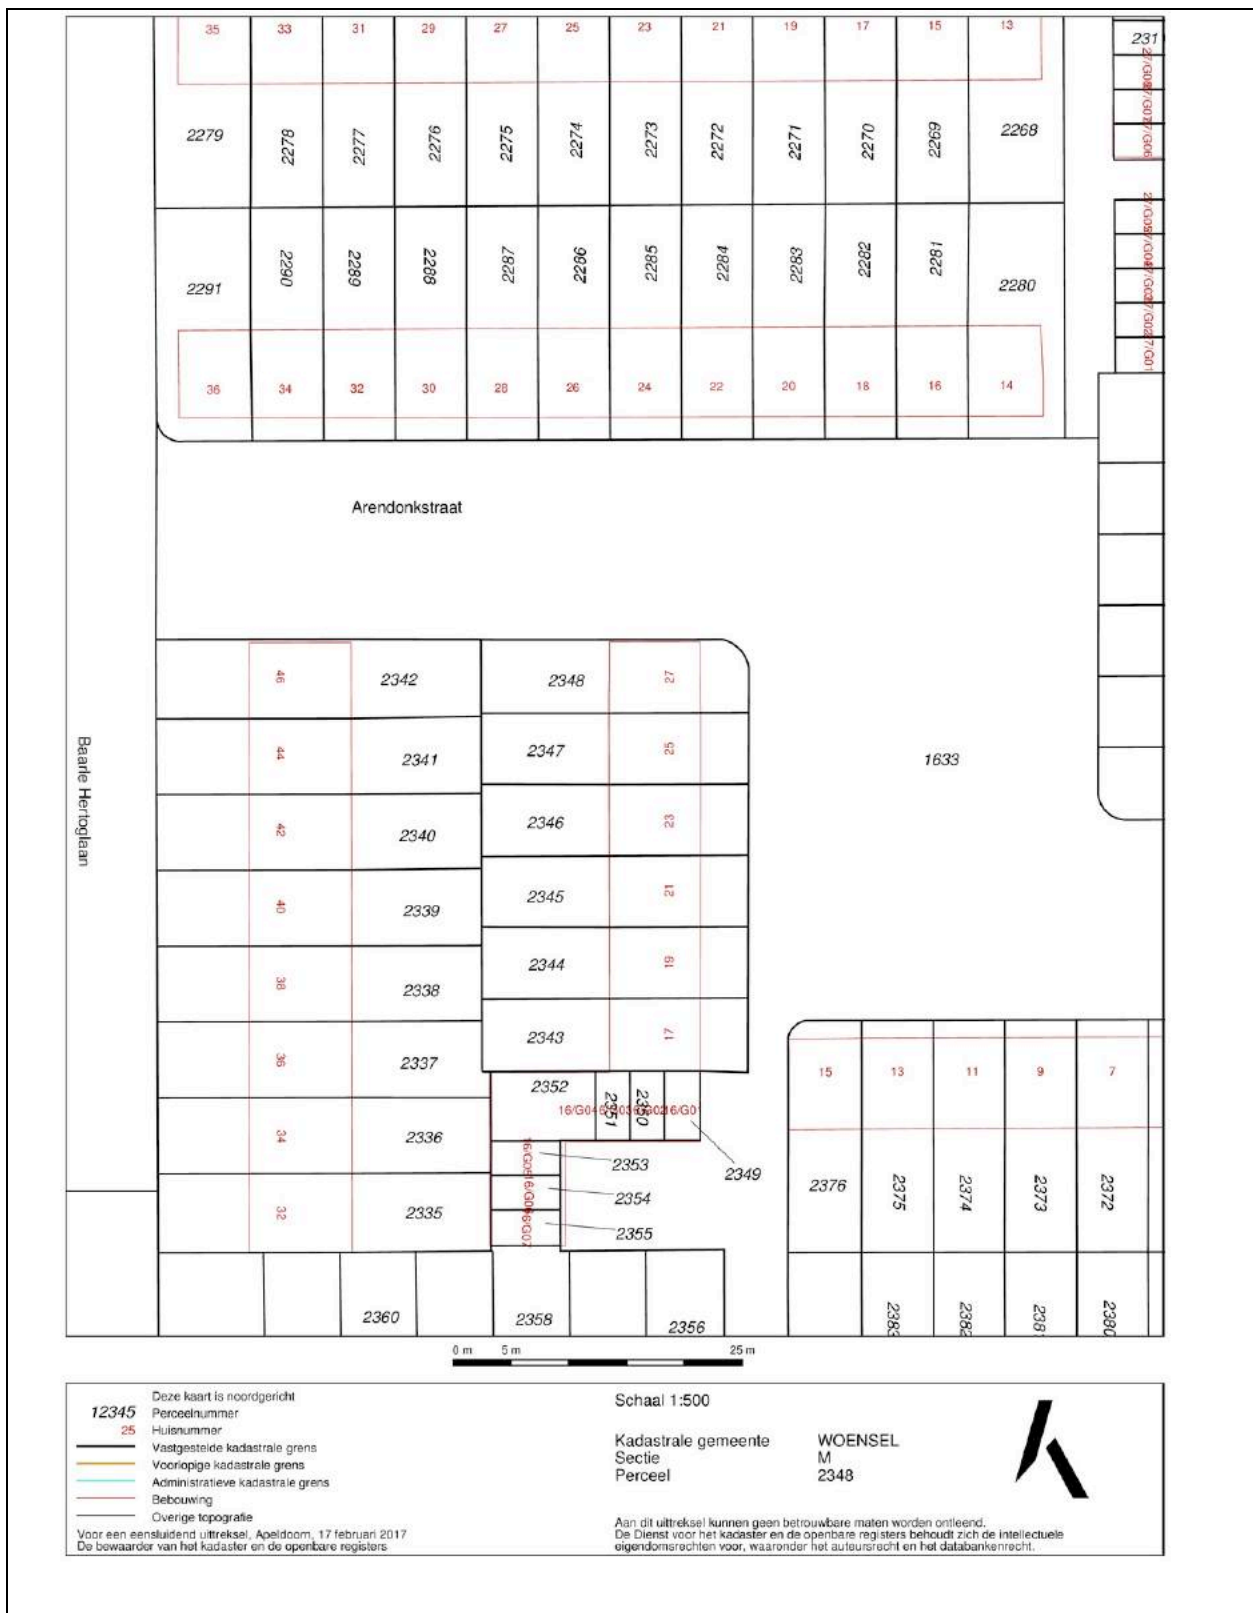 35 33 31 29 27 25 23 21 19 17 15 13
231
2279 2278 2277 2276 2275 2274 2273 2272 2271 2270 2269 2268
27/G06
2291 2290 2289 2288 2287 2286 2285 2284 2283 2282 2281 2280
27/G01
36 34 32 30 28 26 24 22 20 18 16 14
Arendonkstraat
46 2342 2348 27
44 2341 2347 25
1633
Baarle Hertoglaan
42 2340 2346 23
40 2339 2345 21
38 2338 2344 19
36 2337 2343 17
15 13 11 9 7
2352 2351 2350
16/G01
34 2336
2353 2349
2354
32 2335
2355
2376 2375 2374 2373 2372
2360 2358 2356
2383 2382 238 2380
0 m 5 m 25 m
Deze kaart is noordgericht
12345 Perceelnummer
25 Huisnummer
Vastgestelde kadastrale grens
Voorlopige kadastrale grens
Administratieve kadastrale grens
Bebouwing
Overige topografie
Voor een eensluidend uittreksel, Apeldoorn, 17 februari 2017
De bewaarder van het kadaster en de openbare registers
Schaal 1:500
Kadastrale gemeente WOENSEL
Sectie M
Perceel 2348
Aan dit uittreksel kunnen geen betrouwbare maten worden ontleend.
De Dienst voor het kadaster en de openbare registers behoudt zich de intellectuele
eigendomsrechten voor, waaronder het auteursrecht en het databankenrecht.